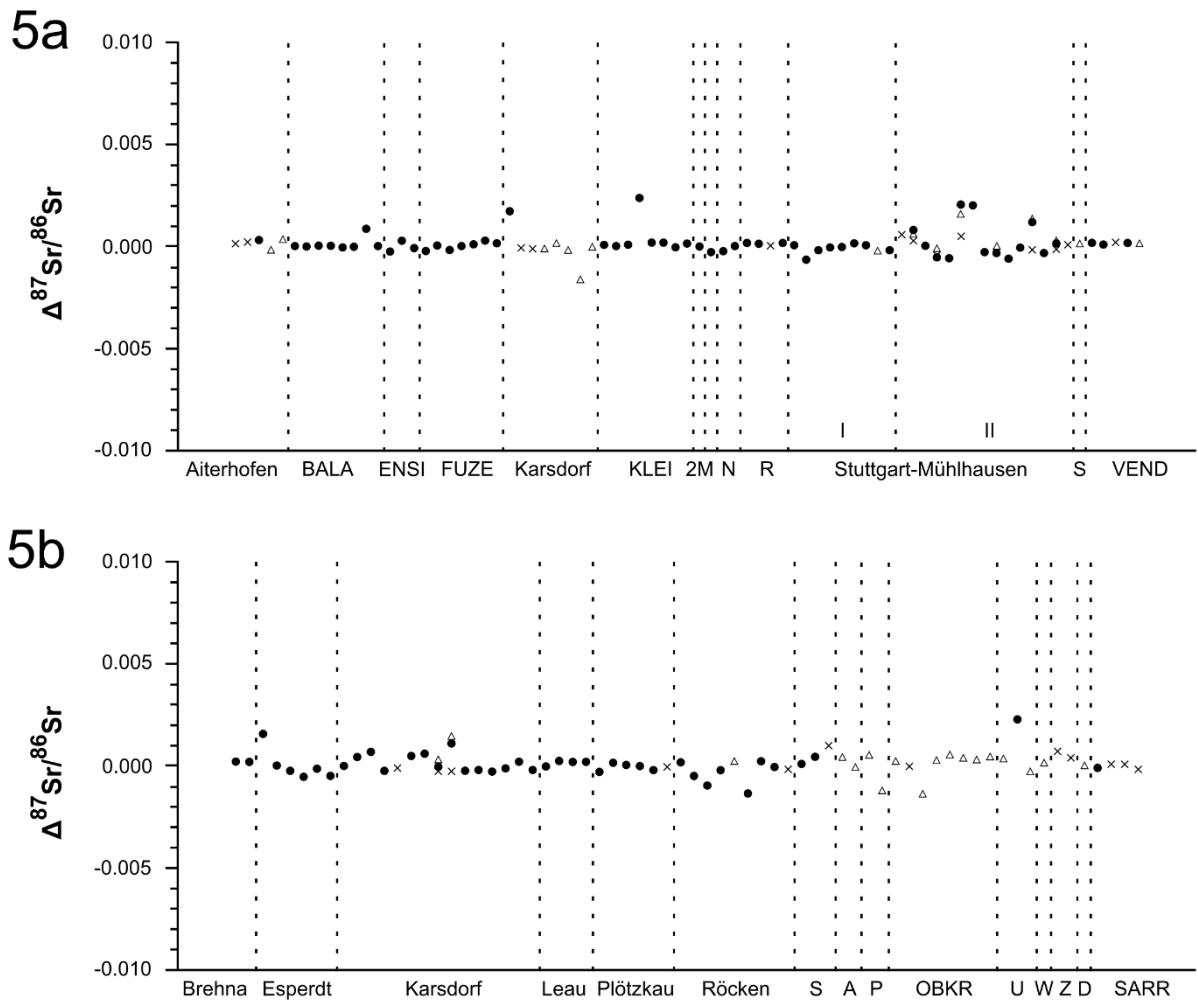 5a
0.010
0.005
0.000
-0.005
-0.010
Δ⁸⁷Sr/⁸⁶Sr
I II
Aiterhofen BALA ENSI FUZE Karsdorf KLEI 2M N R Stuttgart-Mühlhausen S VEND
5b
0.010
0.005
0.000
-0.005
-0.010
Δ⁸⁷Sr/⁸⁶Sr
Brehna Esperdt Karsdorf Leau Plötzkau Röcken S A P OBKR U W Z D SARR